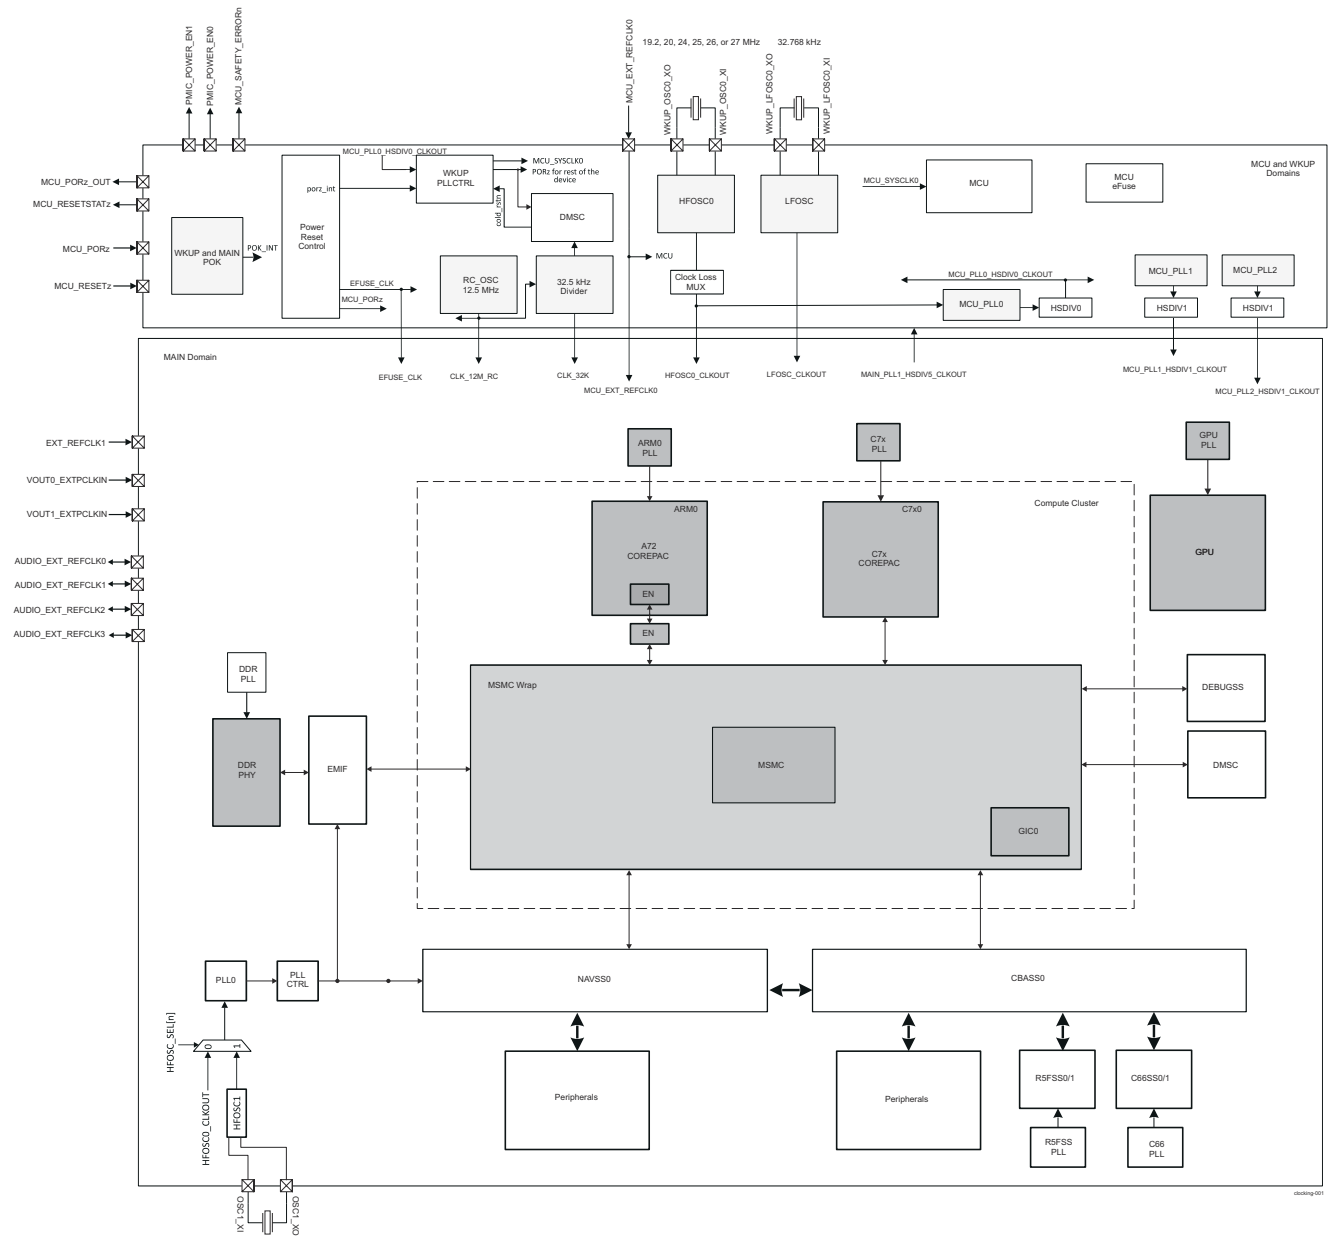 PMIC_POWER_EN1
PMIC_POWER_EN0
MCU_SAFETY_ERRORn
MCU_EXT_REFCLK0
19.2, 20, 24, 25, 26, or 27 MHz
32.768 kHz
WKUP_OSC0_XO
WKUP_OSC0_XI
WKUP_LFOSC0_XO
WKUP_LFOSC0_XI
MCU_PORz_OUT
MCU_RESETSTATz
MCU_PORz
MCU_RESETz
WKUP and MAIN
POK
POK_INT
Power
Reset
Control
porz_int
MCU_PLL0_HSDIV0_CLKOUT
WKUP
PLLCTRL
MCU_SYSCLK0
PORz for rest of the
device
cold_rstn
DMSC
EFUSE_CLK
MCU_PORz
RC_OSC
12.5 MHz
32.5 kHz
Divider
MCU
HFOSC0
LFOSC
Clock Loss
MUX
MCU_SYSCLK0
MCU
MCU
eFuse
MCU and WKUP
Domains
MCU_PLL0_HSDIV0_CLKOUT
MCU_PLL0
HSDIV0
MCU_PLL1
HSDIV1
MCU_PLL2
HSDIV1
MAIN Domain
EFUSE_CLK
CLK_12M_RC
CLK_32K
MCU_EXT_REFCLK0
HFOSC0_CLKOUT
LFOSC_CLKOUT
MAIN_PLL1_HSDIV5_CLKOUT
MCU_PLL1_HSDIV1_CLKOUT
MCU_PLL2_HSDIV1_CLKOUT
EXT_REFCLK1
VOUT0_EXTPCLKIN
VOUT1_EXTPCLKIN
AUDIO_EXT_REFCLK0
AUDIO_EXT_REFCLK1
AUDIO_EXT_REFCLK2
AUDIO_EXT_REFCLK3
ARM0
PLL
C7x
PLL
GPU
PLL
Compute Cluster
ARM0
A72
COREPAC
EN
EN
C7x0
C7x
COREPAC
GPU
DDR
PLL
DDR
PHY
EMIF
MSMC Wrap
MSMC
GIC0
DEBUGSS
DMSC
PLL0
PLL
CTRL
NAVSS0
CBASS0
HFOSC_SEL[n]
0
1
HFOSC0_CLKOUT
HFOSC1
Peripherals
Peripherals
R5FSS0/1
C66SS0/1
R5FSS
PLL
C66
PLL
OSC1_XI
OSC1_XO
clocking-001